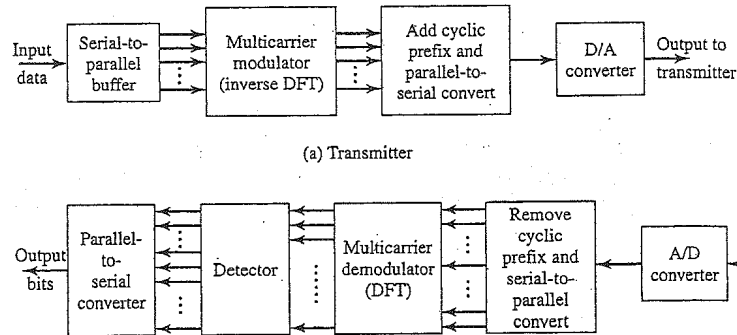 Input
data
Serial-to-
parallel
buffer
Multicarrier
modulator
(inverse DFT)
Add cyclic
prefix and
parallel-to-
serial convert
D/A
converter
Output to
transmitter
(a) Transmitter
Output
bits
Parallel-
to-
serial
converter
Detector
Multicarrier
demodulator
(DFT)
Remove
cyclic
prefix and
serial-to-
parallel
convert
A/D
converter